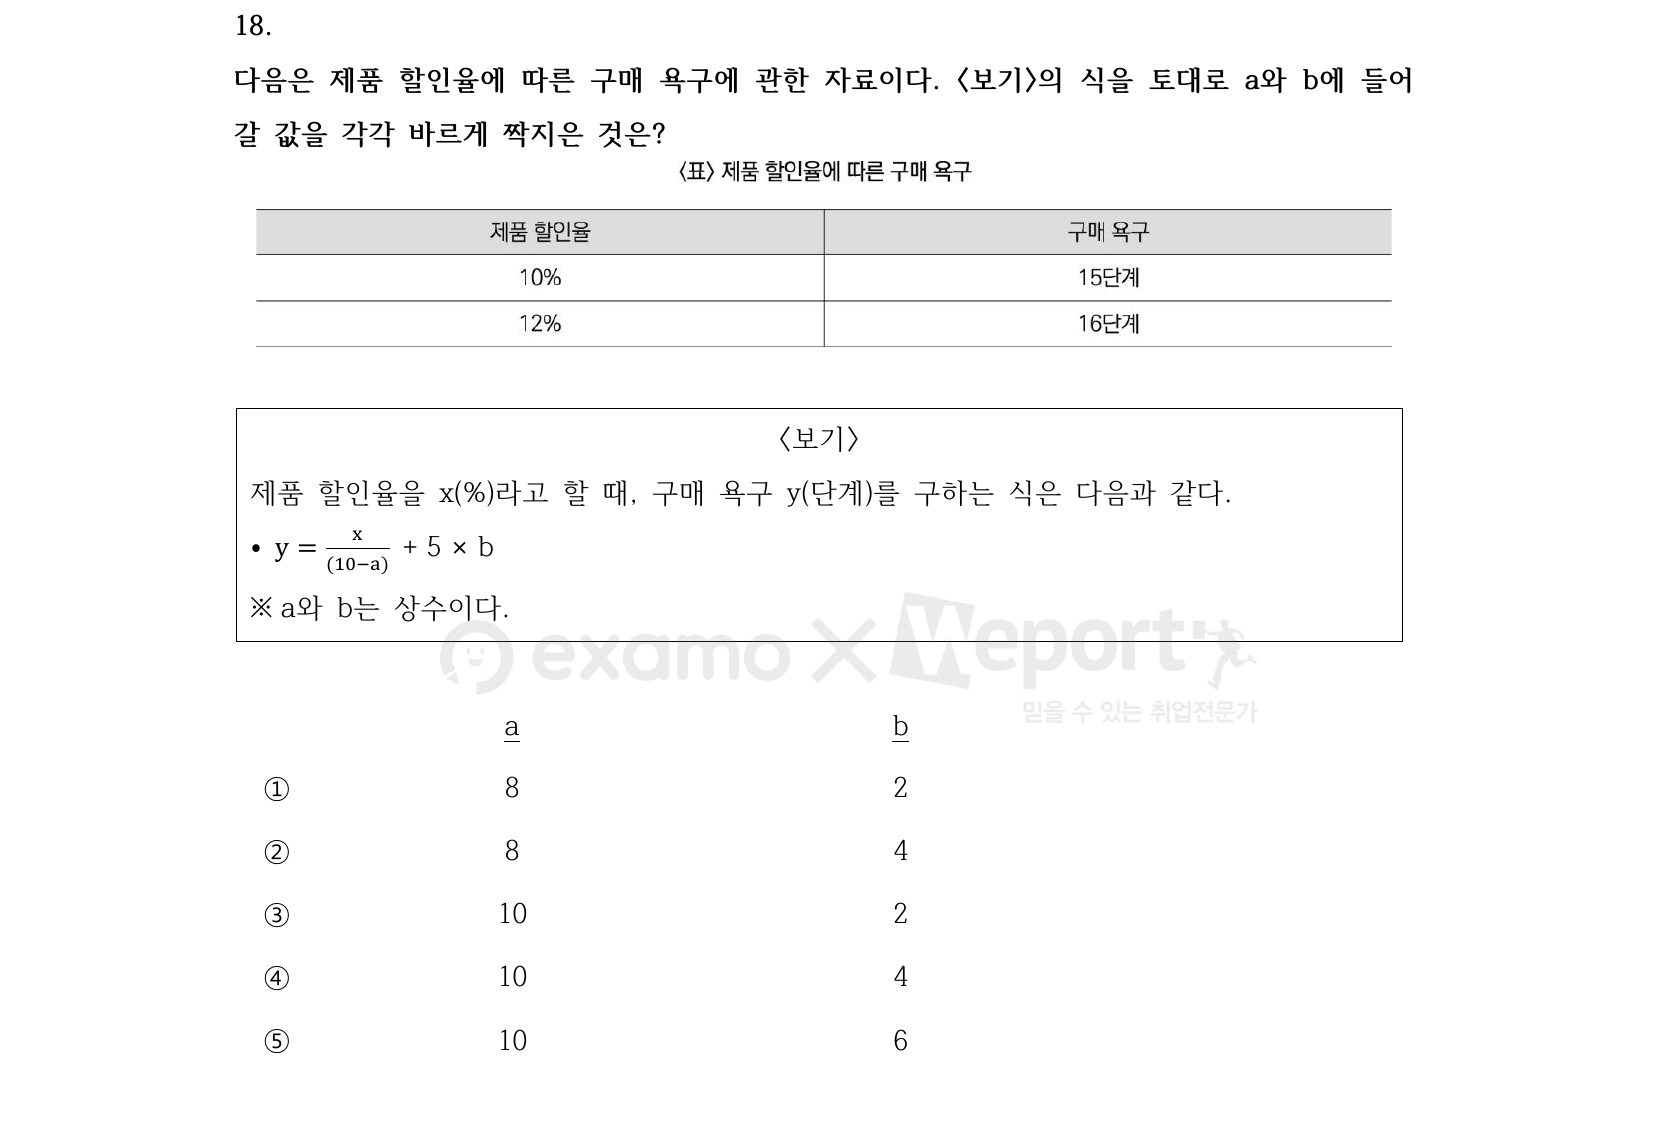 18.
다음은 제품 할인율에 따른 구매 욕구에 관한 자료이다. 〈보기〉의 식을 토대로 a와 b에 들어
갈 값을 각각 바르게 짝지은 것은?
〈표〉 제품 할인율에 따른 구매 욕구
제품 할인율 구매 욕구
10% 15단계
12% 16단계
〈보기〉
제품 할인율을 x(%)라고 할 때, 구매 욕구 y(단계)를 구하는 식은 다음과 같다.
• y = x/(10−a) + 5 × b
※ a와 b는 상수이다.
examo × Weport
믿을 수 있는 취업전문가
a b
① 8 2
② 8 4
③ 10 2
④ 10 4
⑤ 10 6